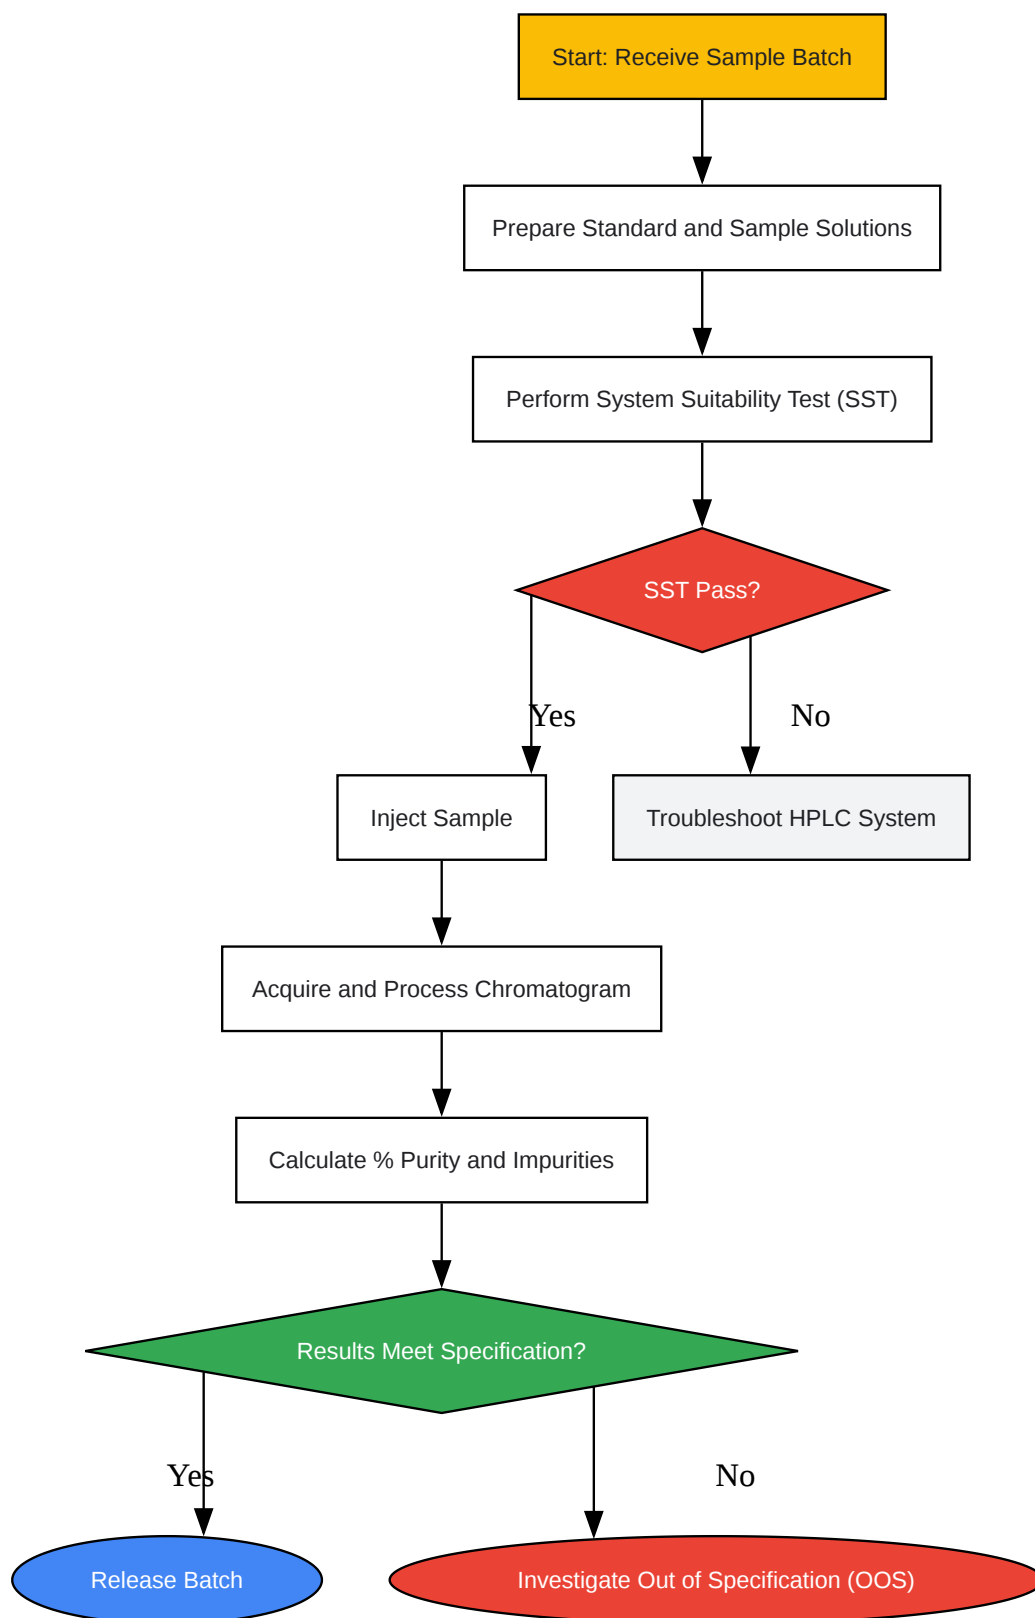 Start: Receive Sample Batch
Prepare Standard and Sample Solutions
Perform System Suitability Test (SST)
SST Pass?
Yes
No
Inject Sample
Troubleshoot HPLC System
Acquire and Process Chromatogram
Calculate % Purity and Impurities
Results Meet Specification?
Yes
No
Release Batch
Investigate Out of Specification (OOS)